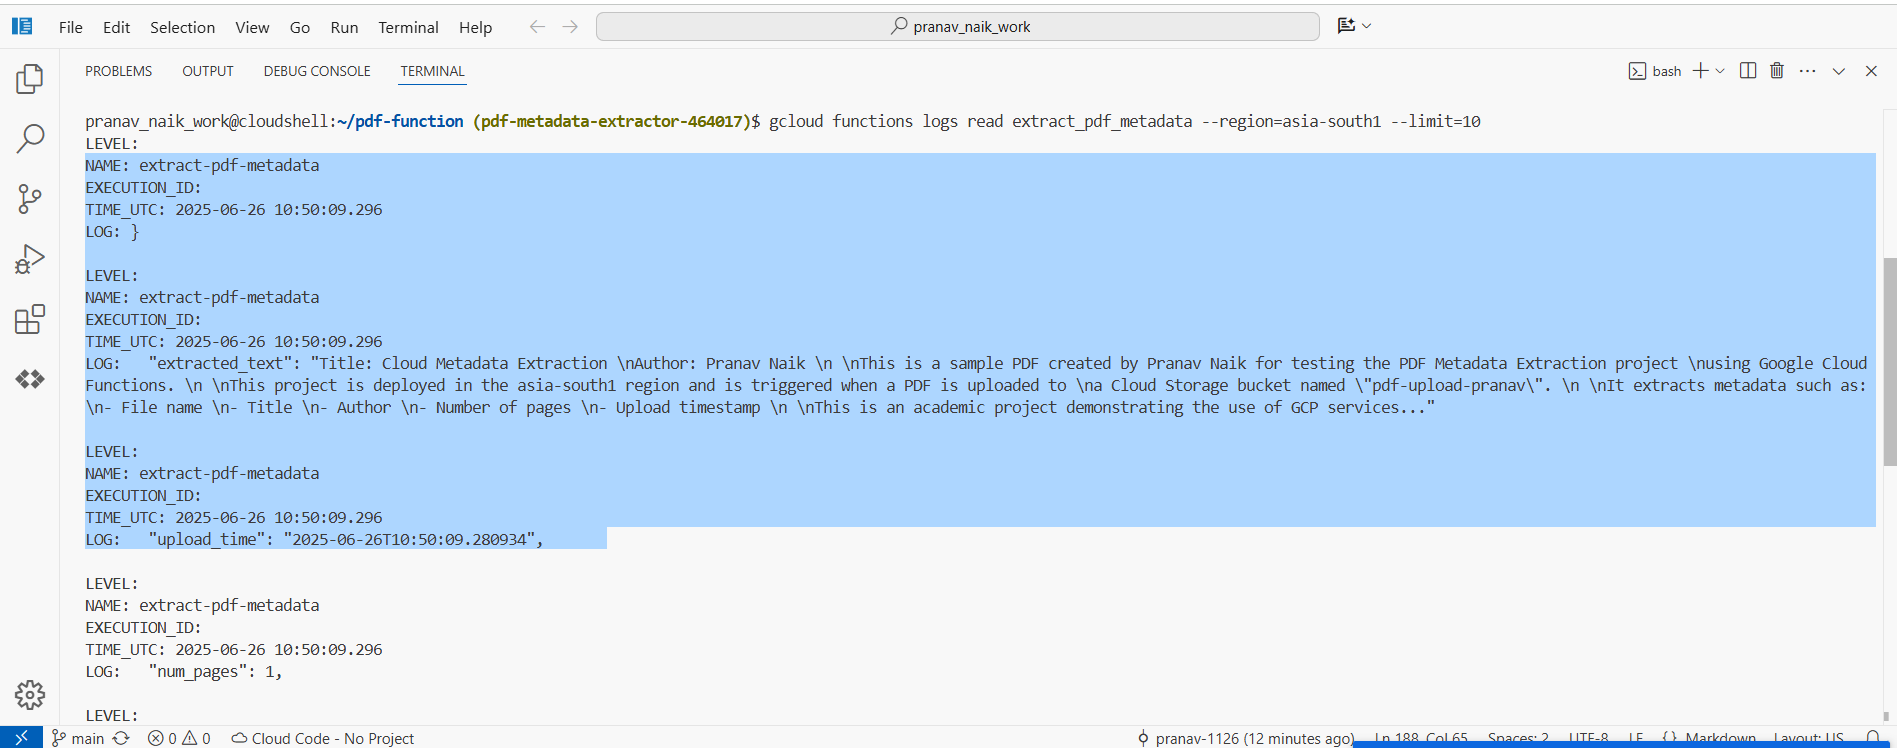 File Edit Selection View Go Run Terminal Help
pranav_naik_work
PROBLEMS OUTPUT DEBUG CONSOLE TERMINAL
bash
pranav_naik_work@cloudshell:~/pdf-function (pdf-metadata-extractor-464017)$ gcloud functions logs read extract_pdf_metadata --region=asia-south1 --limit=10
LEVEL:
NAME: extract-pdf-metadata
EXECUTION_ID:
TIME_UTC: 2025-06-26 10:50:09.296
LOG: }
LEVEL:
NAME: extract-pdf-metadata
EXECUTION_ID:
TIME_UTC: 2025-06-26 10:50:09.296
LOG:   "extracted_text": "Title: Cloud Metadata Extraction \nAuthor: Pranav Naik \n \nThis is a sample PDF created by Pranav Naik for testing the PDF Metadata Extraction project \nusing Google Cloud
Functions. \n \nThis project is deployed in the asia-south1 region and is triggered when a PDF is uploaded to \na Cloud Storage bucket named \"pdf-upload-pranav\". \n \nIt extracts metadata such as:
\n- File name \n- Title \n- Author \n- Number of pages \n- Upload timestamp \n \nThis is an academic project demonstrating the use of GCP services..."
LEVEL:
NAME: extract-pdf-metadata
EXECUTION_ID:
TIME_UTC: 2025-06-26 10:50:09.296
LOG:   "upload_time": "2025-06-26T10:50:09.280934",
LEVEL:
NAME: extract-pdf-metadata
EXECUTION_ID:
TIME_UTC: 2025-06-26 10:50:09.296
LOG:   "num_pages": 1,
LEVEL:
main 0 0 Cloud Code - No Project pranav-1126 (12 minutes ago) Ln 188, Col 65 Spaces: 2 UTF-8 LF {} Markdown Layout: US